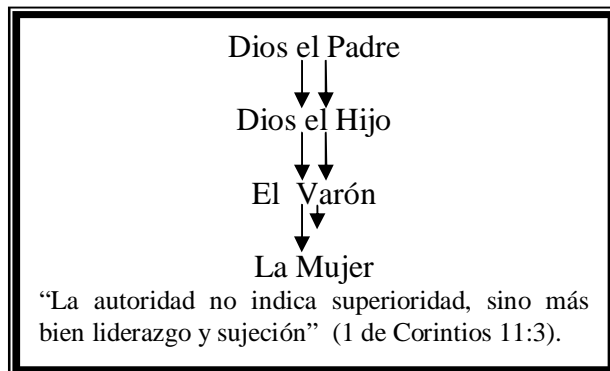 Dios el Padre
Dios el Hijo
El Varón
La Mujer
“La autoridad no indica superioridad, sino más
bien liderazgo y sujeción” (1 de Corintios 11:3).